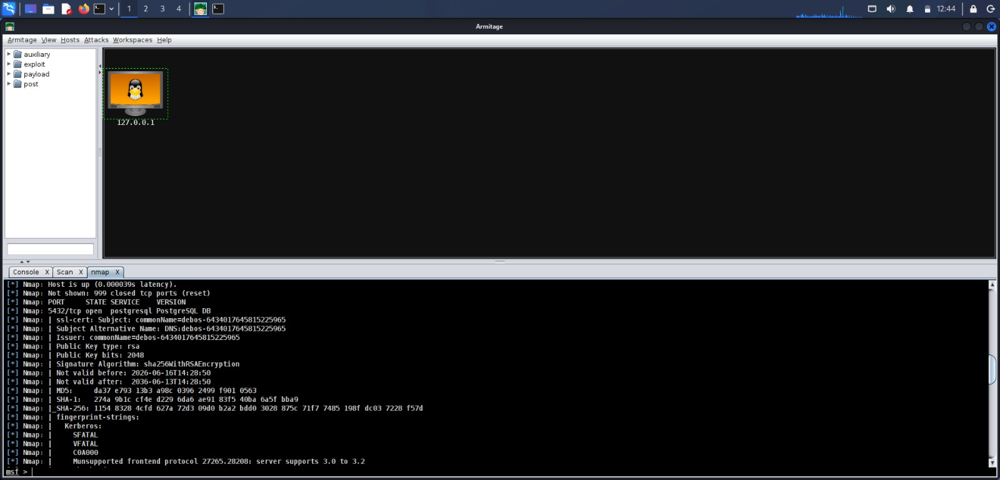 1 2 3 4 12:44
Armitage
Armitage View Hosts Attacks Workspaces Help
auxiliary
exploit
payload
post
127.0.0.1
Console X Scan X nmap X
[*] Nmap: Host is up (0.000039s latency).
[*] Nmap: Not shown: 999 closed tcp ports (reset)
[*] Nmap: PORT     STATE SERVICE    VERSION
[*] Nmap: 5432/tcp open  postgresql PostgreSQL DB
[*] Nmap: | ssl-cert: Subject: commonName=debos-6434017645815225965
[*] Nmap: | Subject Alternative Name: DNS:debos-6434017645815225965
[*] Nmap: | Issuer: commonName=debos-6434017645815225965
[*] Nmap: | Public Key type: rsa
[*] Nmap: | Public Key bits: 2048
[*] Nmap: | Signature Algorithm: sha256WithRSAEncryption
[*] Nmap: | Not valid before: 2026-06-16T14:28:50
[*] Nmap: | Not valid after:  2036-06-13T14:28:50
[*] Nmap: | MD5:     da37 e793 13b3 a98c 0396 2499 f901 0563
[*] Nmap: | SHA-1:   274a 9b1c cf4e d229 6da6 ae91 83f5 40ba 6a5f bba9
[*] Nmap: |_SHA-256: 1154 8328 4cfd 627a 72d3 09d0 b2a2 bdd0 3028 875c 71f7 7485 198f dc03 7228 f57d
[*] Nmap: | fingerprint-strings:
[*] Nmap: |   Kerberos:
[*] Nmap: |     SFATAL
[*] Nmap: |     VFATAL
[*] Nmap: |     C0A000
[*] Nmap: |     Munsupported frontend protocol 27265.28208: server supports 3.0 to 3.2
msf >